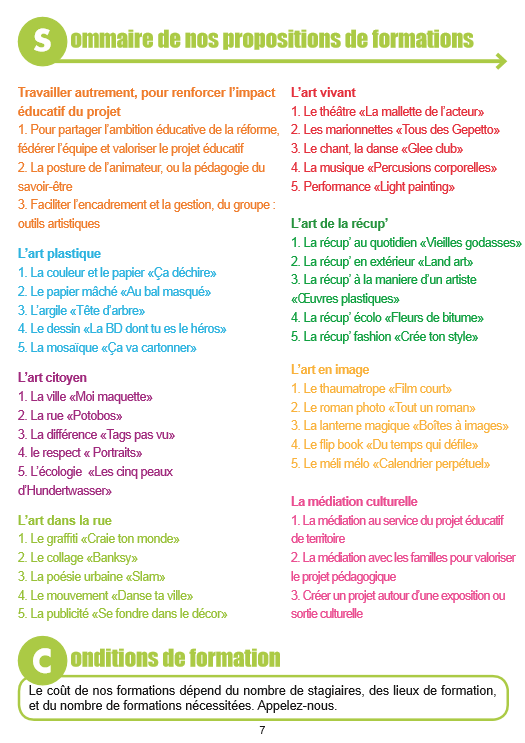 Sommaire de nos propositions de formations
Travailler autrement, pour renforcer l'impact
éducatif du projet
1. Pour partager l'ambition éducative de la réforme,
fédérer l'équipe et valoriser le projet éducatif
2. La posture de l'animateur, ou la pédagogie du
savoir-être
3. Faciliter l'encadrement et la gestion, du groupe :
outils artistiques
L'art plastique
1. La couleur et le papier «Ça déchire»
2. Le papier mâché «Au bal masqué»
3. L'argile «Tête d'arbre»
4. Le dessin «La BD dont tu es le héros»
5. La mosaïque «Ça va cartonner»
L'art citoyen
1. La ville «Moi maquette»
2. La rue «Potobos»
3. La différence «Tags pas vu»
4. le respect « Portraits»
5. L'écologie «Les cinq peaux
d'Hundertwasser»
L'art dans la rue
1. Le graffiti «Craie ton monde»
2. Le collage «Banksy»
3. La poésie urbaine «Slam»
4. Le mouvement «Danse ta ville»
5. La publicité «Se fondre dans le décor»
L'art vivant
1. Le théâtre «La mallette de l'acteur»
2. Les marionnettes «Tous des Gepetto»
3. Le chant, la danse «Glee club»
4. La musique «Percusions corporelles»
5. Performance «Light painting»
L'art de la récup'
1. La récup' au quotidien «Vieilles godasses»
2. La récup' en extérieur «Land art»
3. La récup' à la maniere d'un artiste
«Œuvres plastiques»
4. La récup' écolo «Fleurs de bitume»
5. La récup' fashion «Crée ton style»
L'art en image
1. Le thaumatrope «Film court»
2. Le roman photo «Tout un roman»
3. La lanterne magique «Boîtes à images»
4. Le flip book «Du temps qui défile»
5. Le méli mélo «Calendrier perpétuel»
La médiation culturelle
1. La médiation au service du projet éducatif
de territoire
2. La médiation avec les familles pour valoriser
le projet pédagogique
3. Créer un projet autour d'une exposition ou
sortie culturelle
Conditions de formation
Le coût de nos formations dépend du nombre de stagiaires, des lieux de formation,
et du nombre de formations nécessitées. Appelez-nous.
7